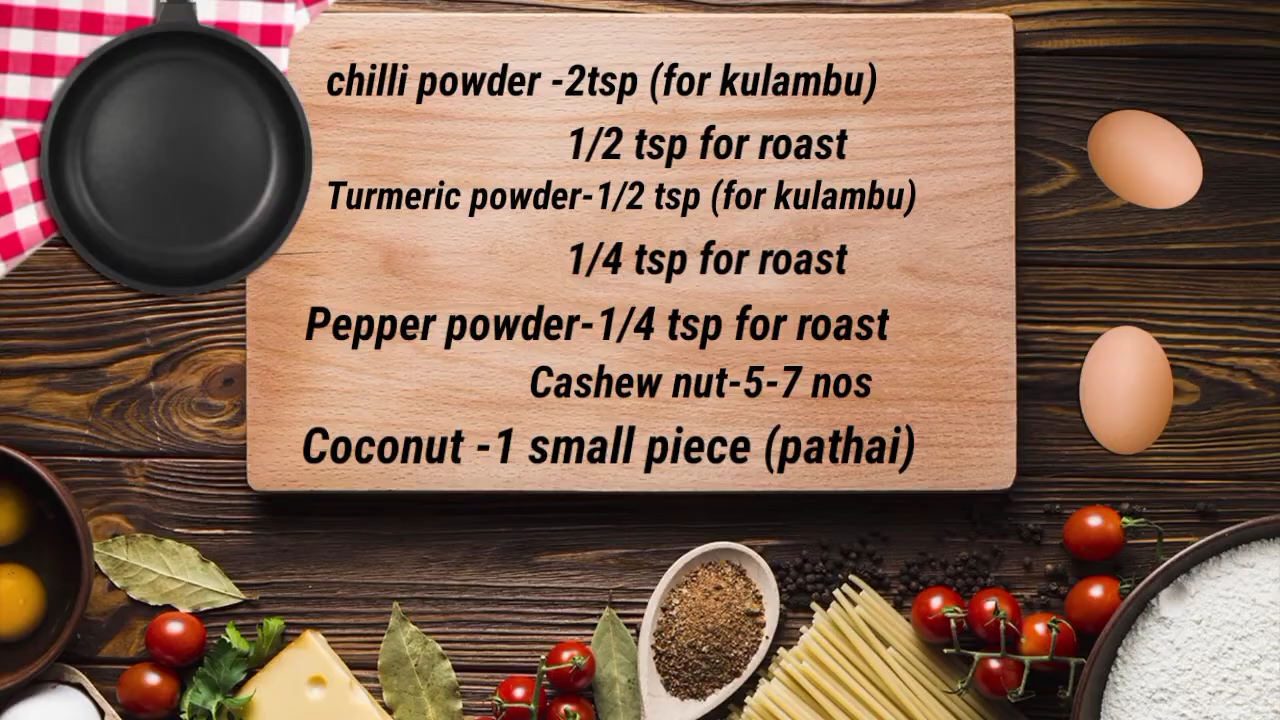 chilli powder -2tsp (for kulambu)
1/2 tsp for roast
Turmeric powder-1/2 tsp (for kulambu)
1/4 tsp for roast
Pepper powder-1/4 tsp for roast
Cashew nut-5-7 nos
Coconut -1 small piece (pathai)